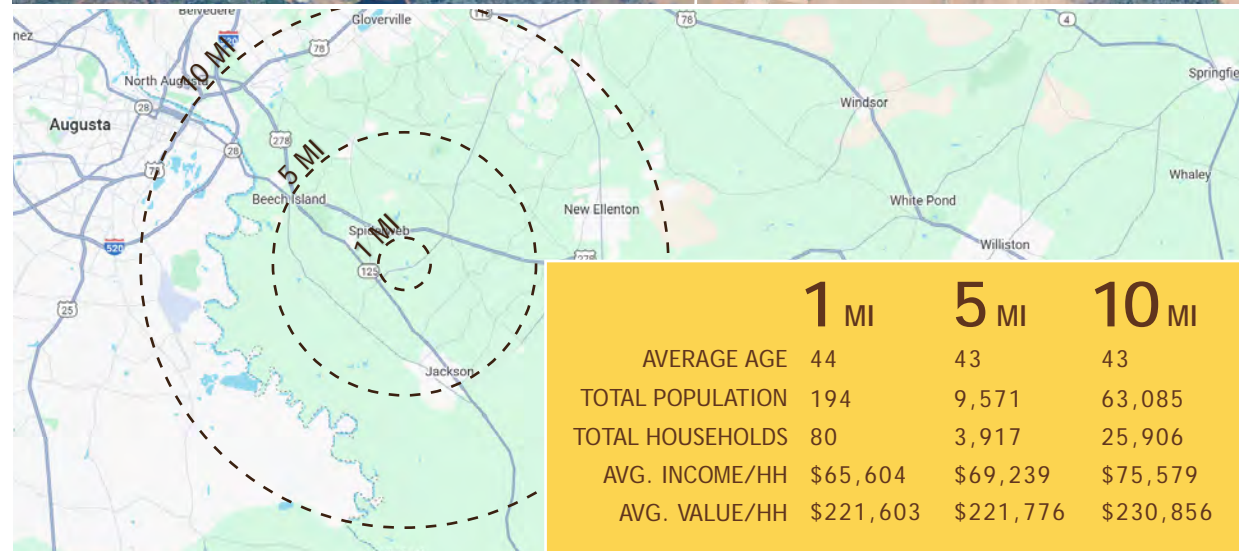 Belvedere
Gloverville
nez
78
4
520
78
10 MI
North Augusta
Springfie
28
Windsor
Augusta
278
28
78
5 MI
Whaley
Beech Island
White Pond
New Ellenton
Spiderweb
1 MI
Williston
520
125
278
25
Jackson
1 MI 5 MI 10 MI
AVERAGE AGE 44 43 43
TOTAL POPULATION 194 9,571 63,085
TOTAL HOUSEHOLDS 80 3,917 25,906
AVG. INCOME/HH $65,604 $69,239 $75,579
AVG. VALUE/HH $221,603 $221,776 $230,856